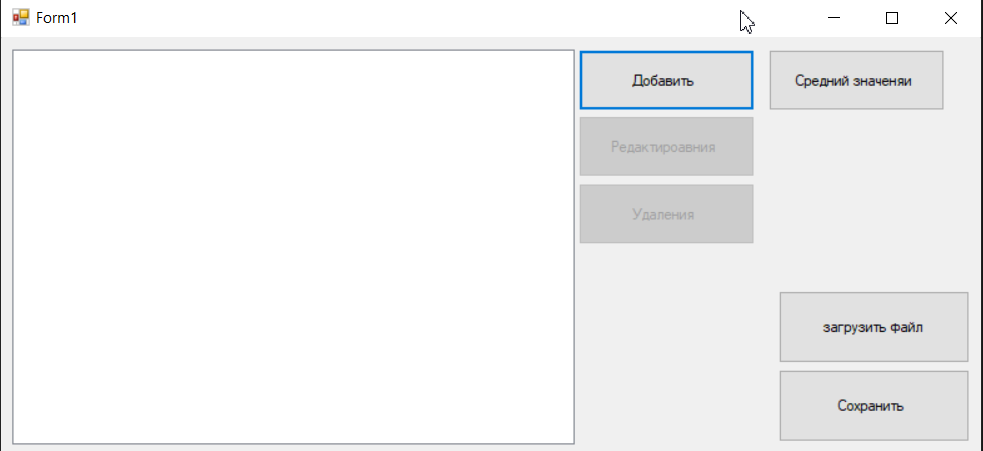 Form1
Добавить
Средний значеняи
Редактироавния
Удаления
загрузить файл
Сохранить